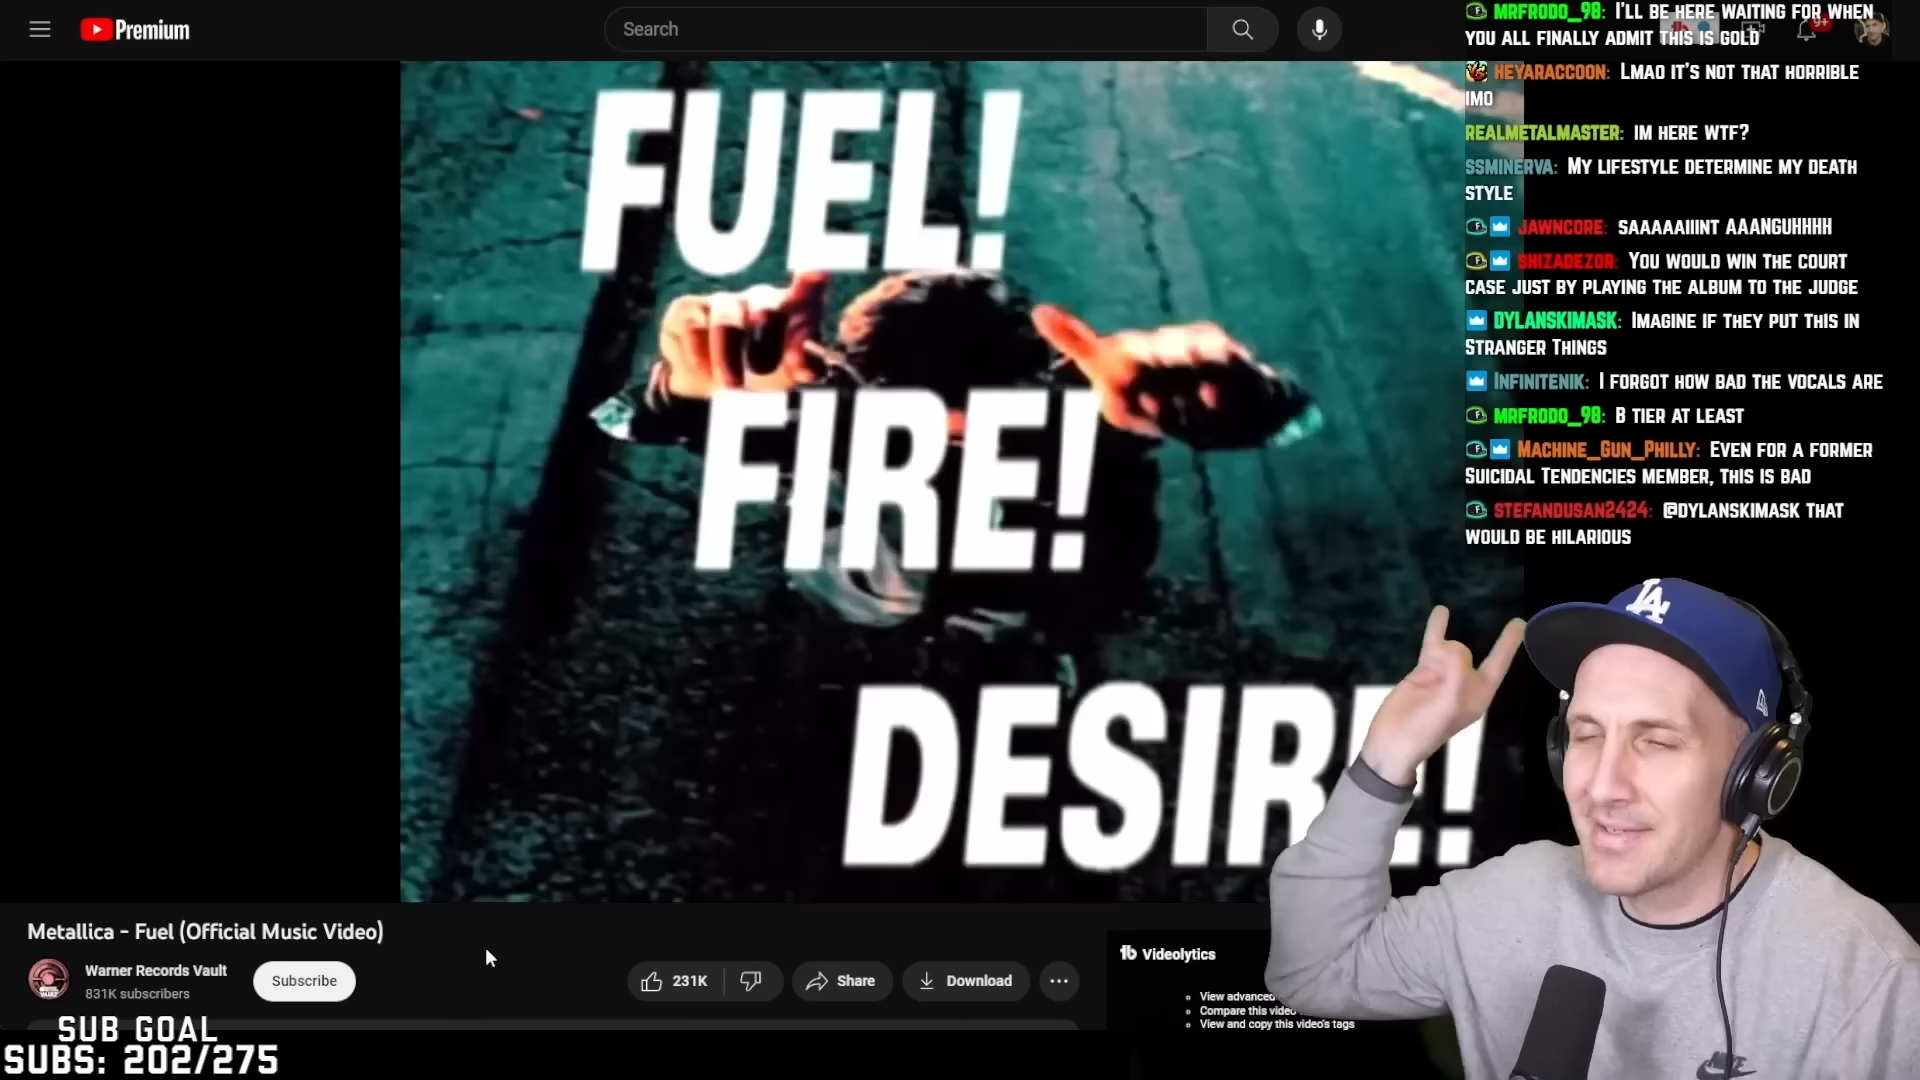 Premium
Search
9+
MRFRODO_98: I'LL BE HERE WAITING FOR WHEN
YOU ALL FINALLY ADMIT THIS IS GOLD
HEYARACCOON: LMAO IT'S NOT THAT HORRIBLE
IMO
REALMETALMASTER: IM HERE WTF?
SSMINERVA: MY LIFESTYLE DETERMINE MY DEATH
STYLE
JAWNCORE: SAAAAAIIINT AAANGUHHHH
SHIZADEZOR: YOU WOULD WIN THE COURT
CASE JUST BY PLAYING THE ALBUM TO THE JUDGE
DYLANSKIMASK: IMAGINE IF THEY PUT THIS IN
STRANGER THINGS
INFINITENIK: I FORGOT HOW BAD THE VOCALS ARE
MRFRODO_98: B TIER AT LEAST
MACHINE_GUN_PHILLY: EVEN FOR A FORMER
SUICIDAL TENDENCIES MEMBER, THIS IS BAD
STEFANDUSAN2424: @DYLANSKIMASK THAT
WOULD BE HILARIOUS
FUEL!
FIRE!
DESIRE!
LA
Metallica - Fuel (Official Music Video)
Warner Records Vault
831K subscribers
Subscribe
231K
Share
Download
Videolytics
View advanced
Compare this video
View and copy this video's tags
SUB GOAL
SUBS: 202/275
NIKE